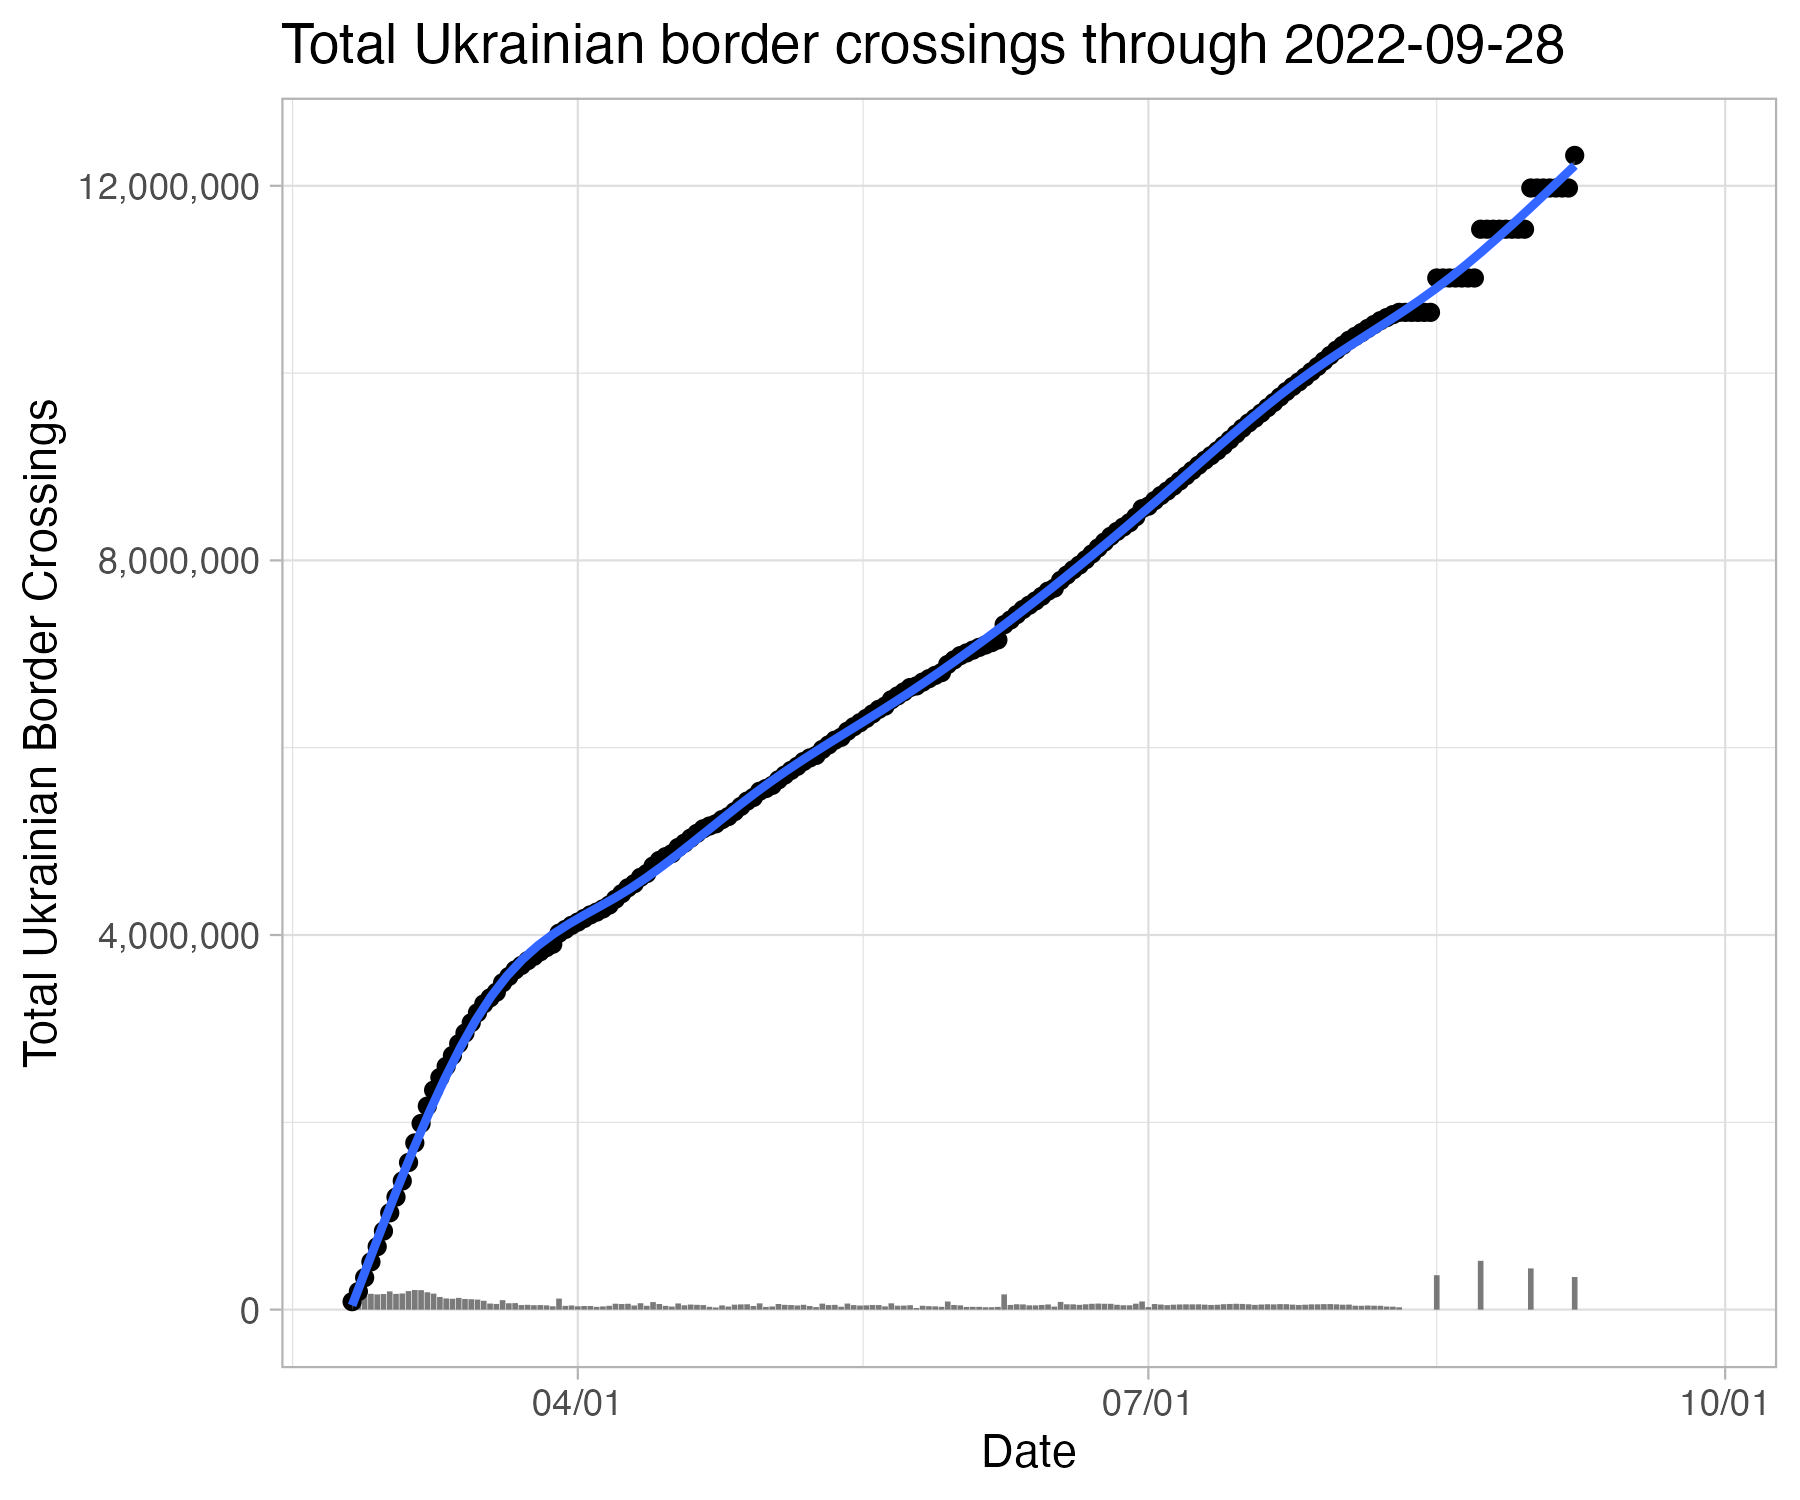 Total Ukrainian border crossings through 2022-09-28
Total Ukrainian Border Crossings
12,000,000
8,000,000
4,000,000
0
04/01
07/01
10/01
Date